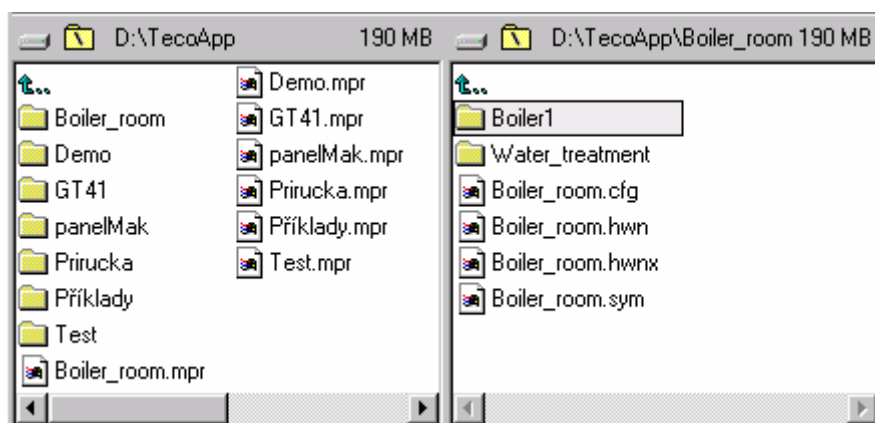 D:\TecoApp 190 MB
..
Boiler_room
Demo
GT41
panelMak
Prirucka
Příklady
Test
Boiler_room.mpr
Demo.mpr
GT41.mpr
panelMak.mpr
Prirucka.mpr
Příklady.mpr
Test.mpr
D:\TecoApp\Boiler_room 190 MB
..
Boiler1
Water_treatment
Boiler_room.cfg
Boiler_room.hwn
Boiler_room.hwnx
Boiler_room.sym